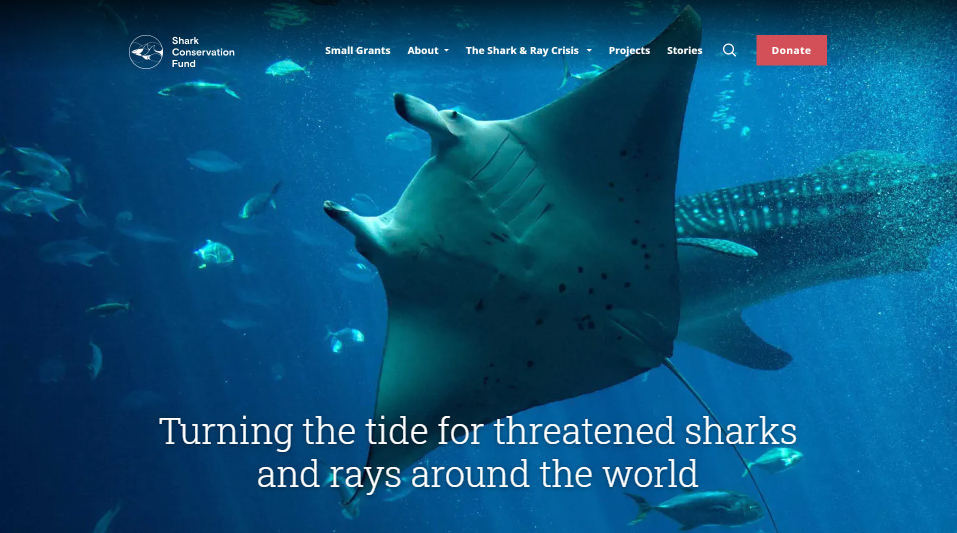 Shark
Conservation
Fund
Small Grants About The Shark & Ray Crisis Projects Stories Donate
Turning the tide for threatened sharks
and rays around the world